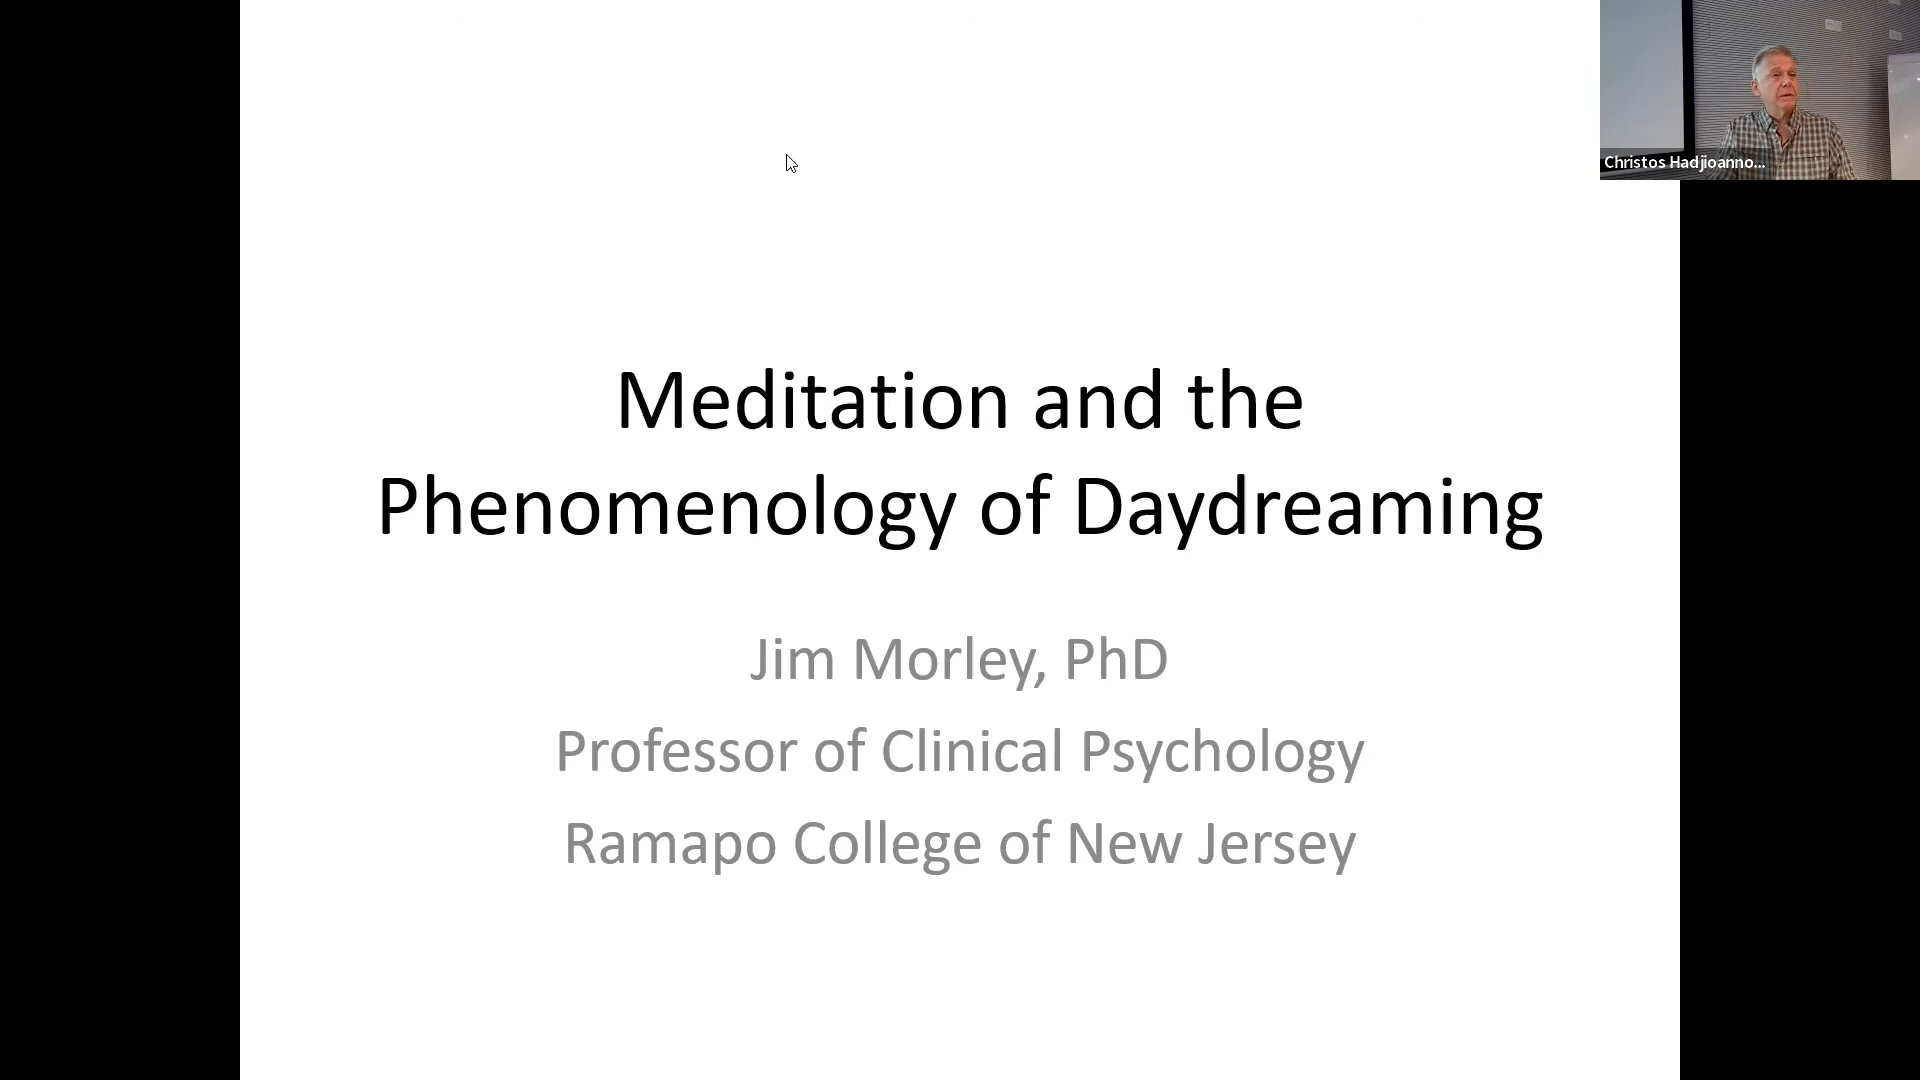 Christos Hadjioanno...
Meditation and the
Phenomenology of Daydreaming
Jim Morley, PhD
Professor of Clinical Psychology
Ramapo College of New Jersey